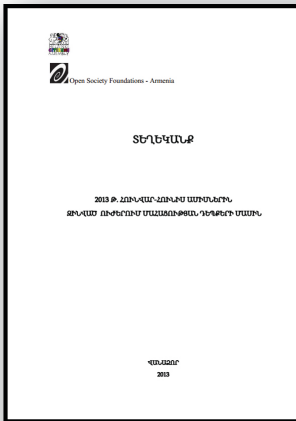 Open Society Foundations - Armenia
ՏԵՂԵԿԱՆՔ
2013 Թ. ՀՈՒՆՎԱՐ-ՀՈՒՆԻՍ ԱՄԻՍՆԵՐԻՆ
ԶԻՆՎԱԾ ՈՒԺԵՐՈՒՄ ՄԱՀԱՑՈՒԹՅԱՆ ԴԵՊՔԵՐԻ ՄԱՍԻՆ
ՎԱՆԱՁՈՐ
2013